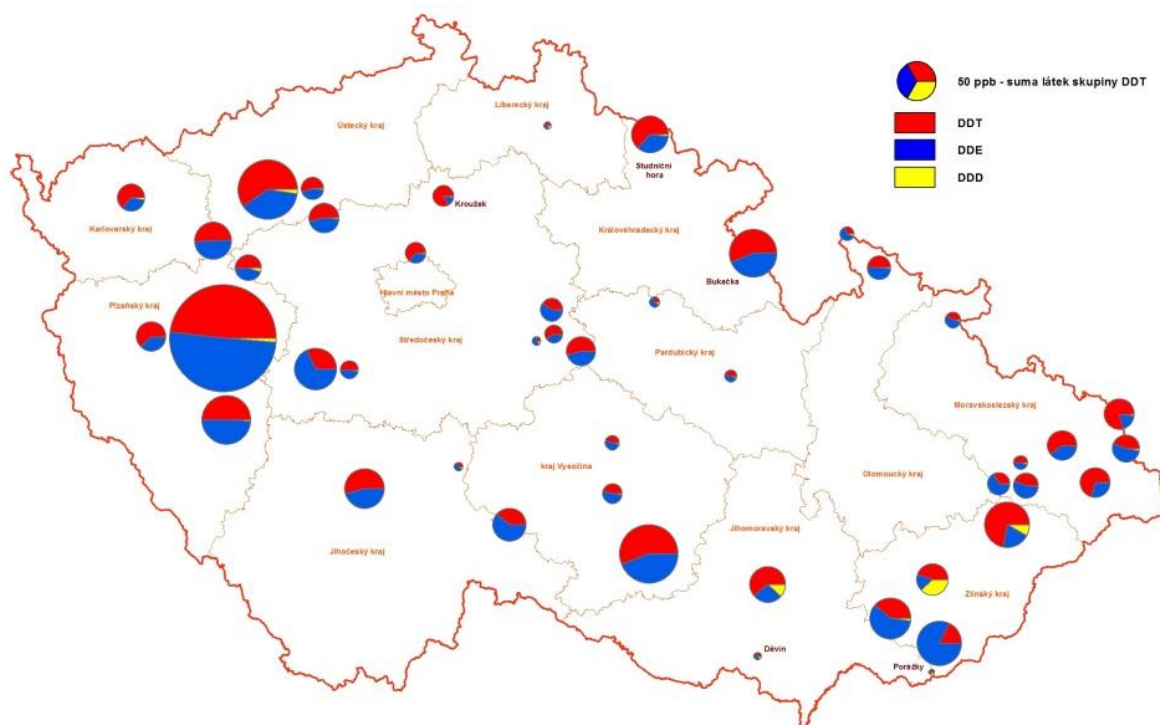 50 ppb - suma látek skupiny DDT
DDT
DDE
DDD
Liberecký kraj
Ústecký kraj
Studniční
hora
Kroužek
Karlovarský kraj
Královéhradecký kraj
Bukačka
Hlavní město Praha
Plzeňský kraj
Středočeský kraj
Pardubický kraj
Moravskoslezský kraj
kraj Vysočina
Olomoucký kraj
Jihomoravský kraj
Jihočeský kraj
Zlínský kraj
Děvín
Porážky